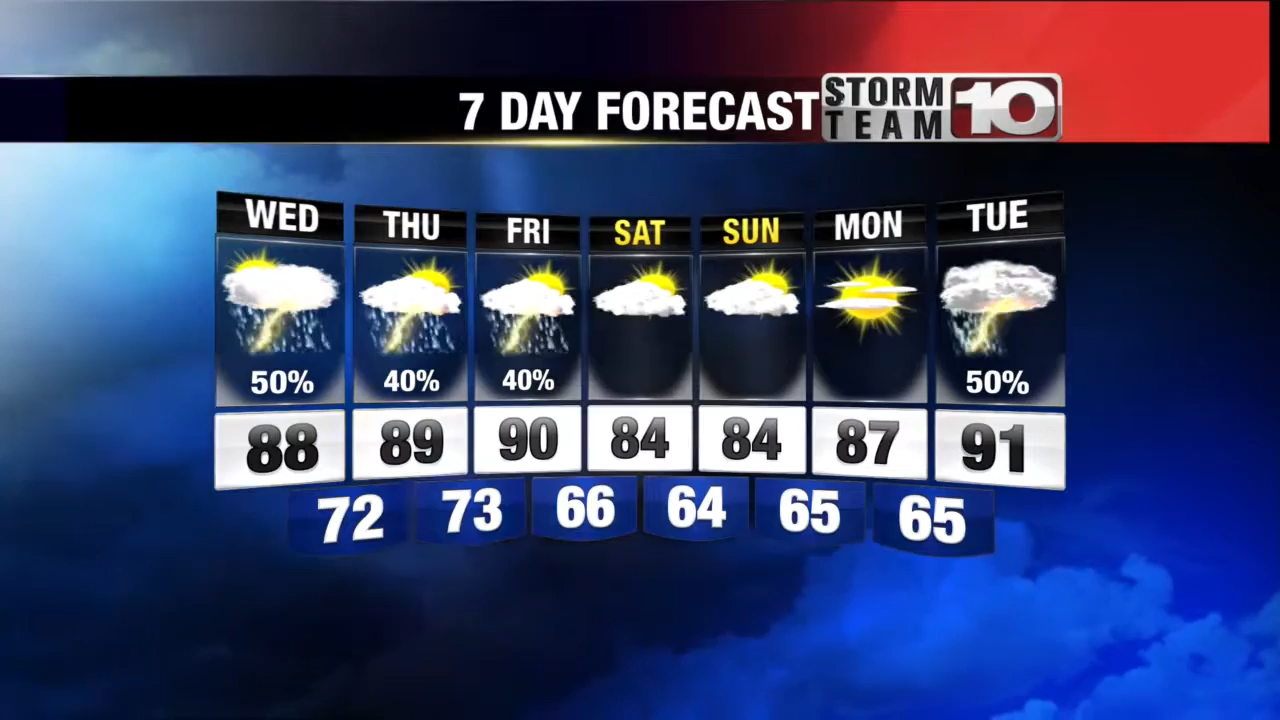 7 DAY FORECAST
STORM TEAM 10
WED THU FRI SAT SUN MON TUE
50% 40% 40% 50%
88 89 90 84 84 87 91
72 73 66 64 65 65